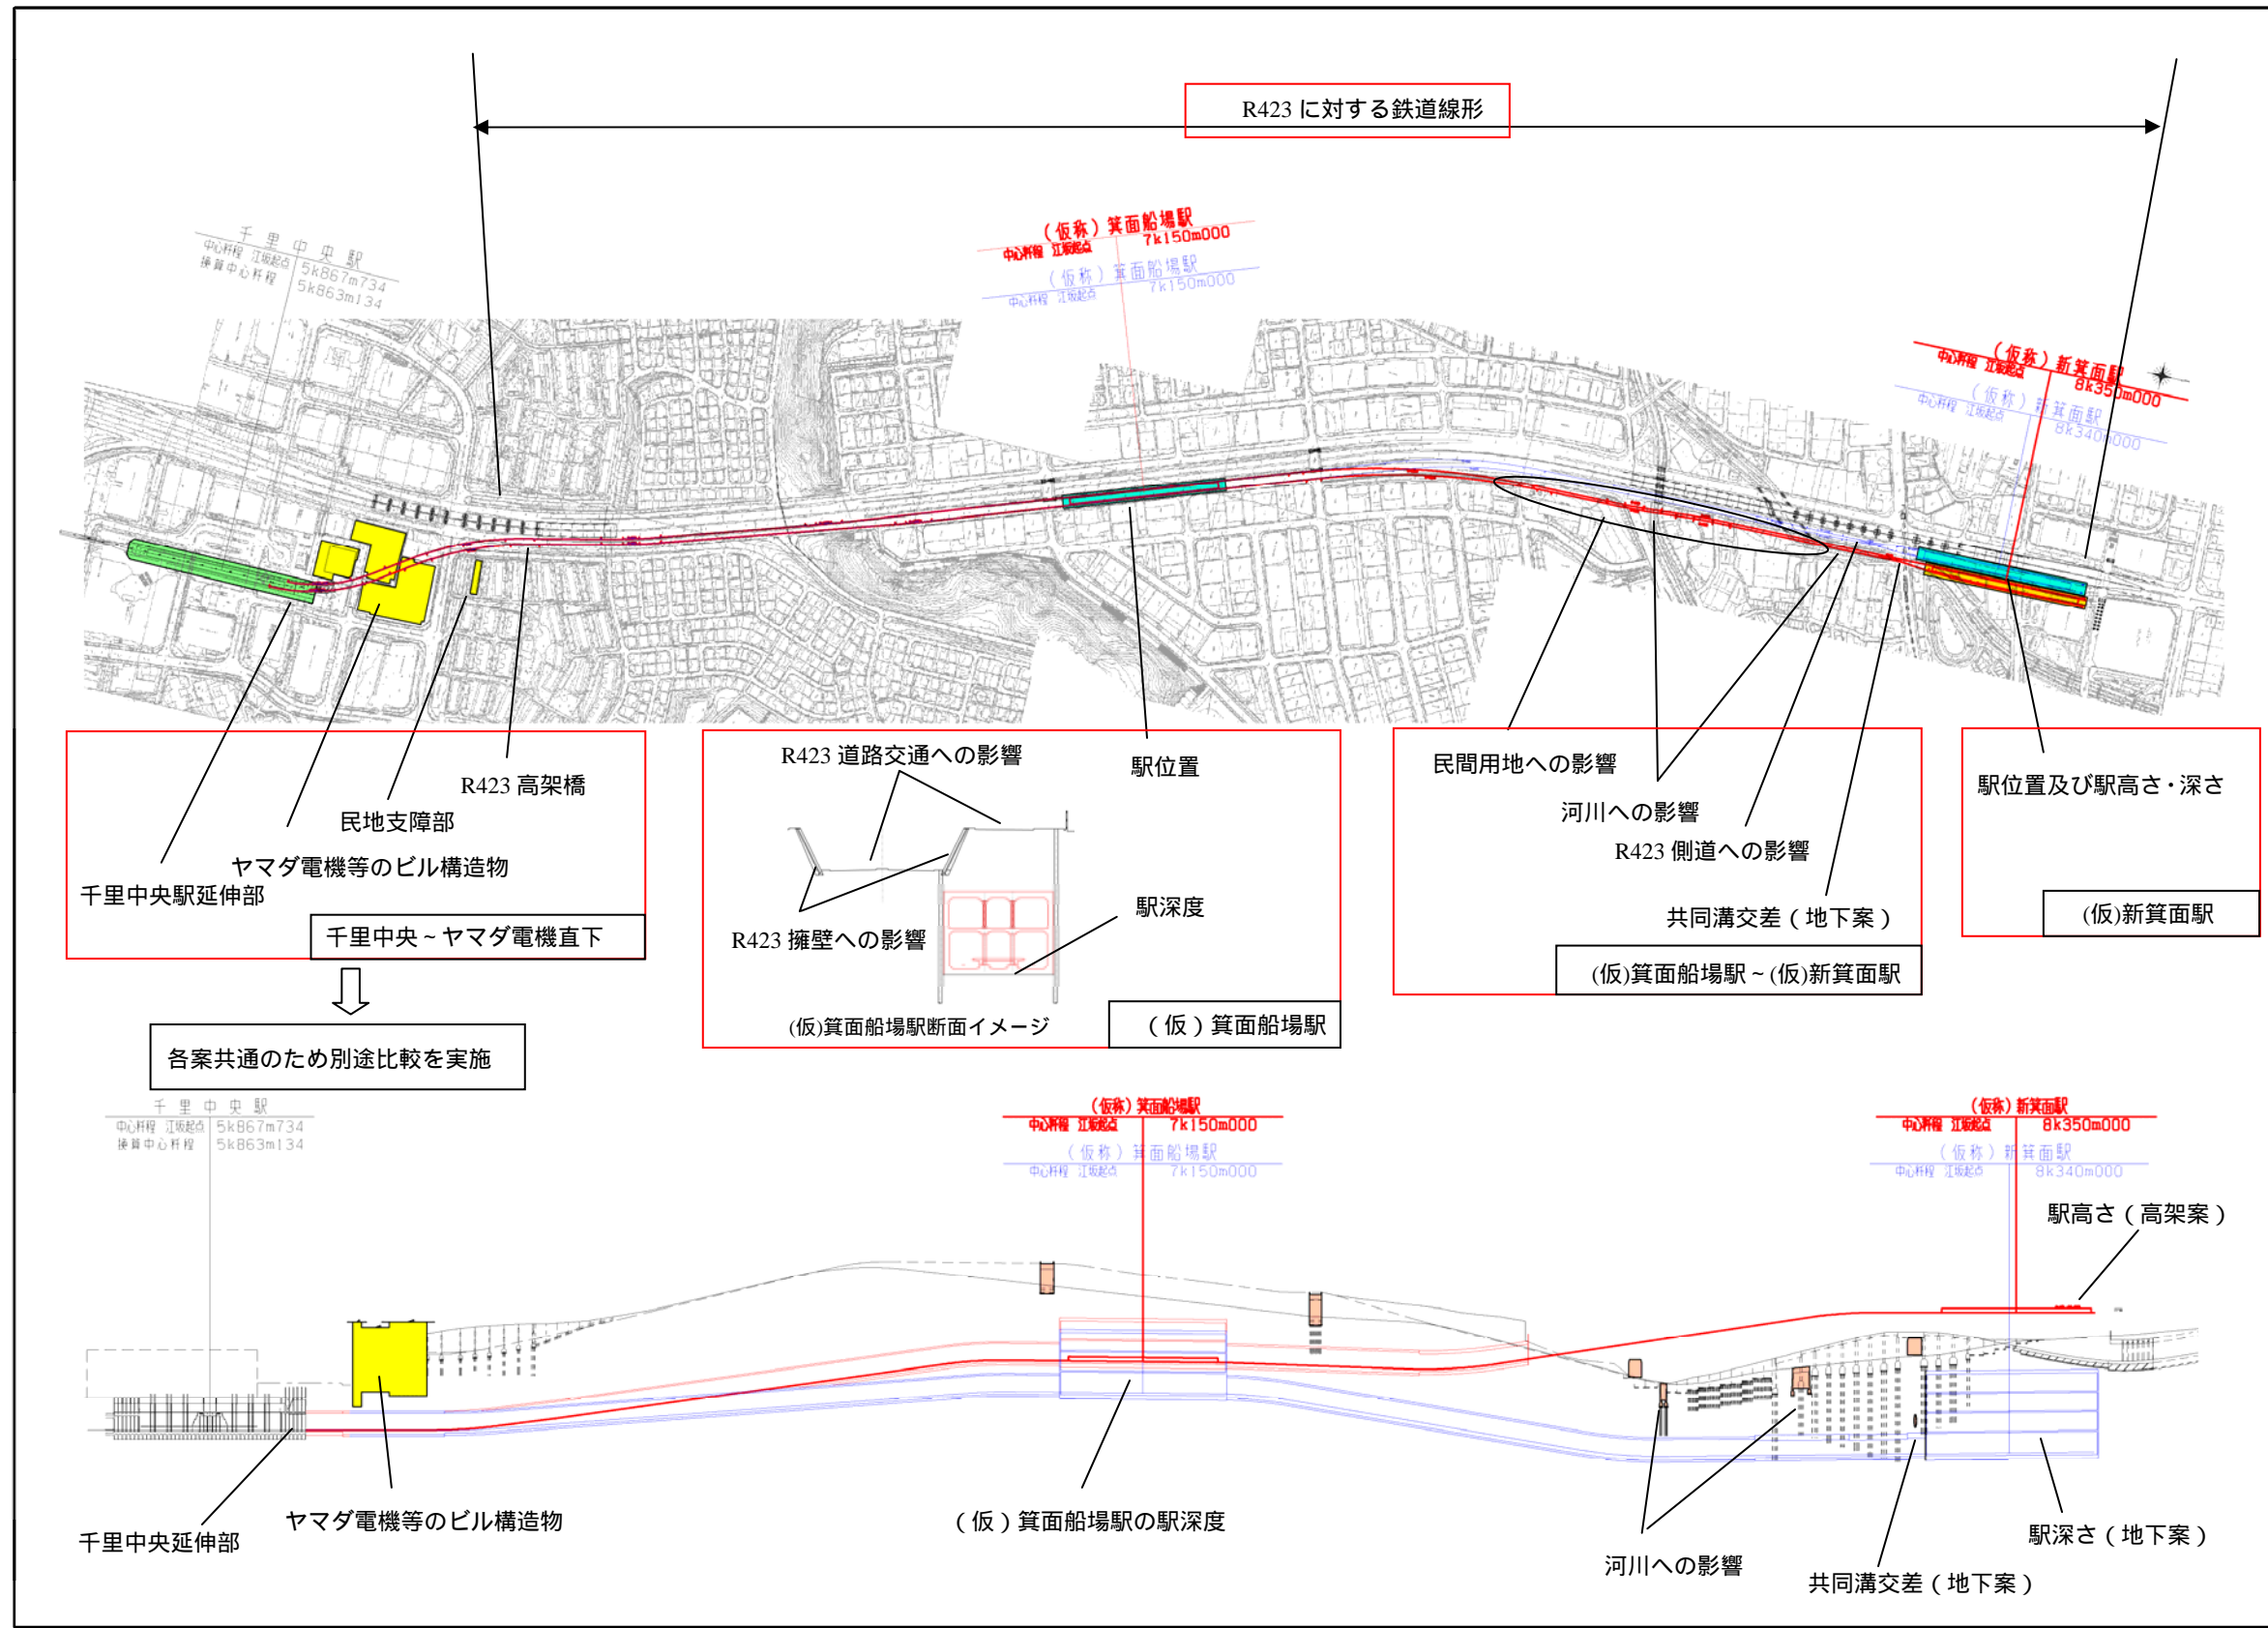 R423 に対する鉄道線形
千 里 中 央 駅
中心粁程 江坂起点 5k867m734
換算中心粁程 5k863m134
(仮称) 箕面船場駅
中心粁程 江坂起点 7k150m000
(仮称) 箕面船場駅
中心粁程 江坂起点 7k150m000
(仮称) 新箕面駅
中心粁程 江坂起点 8k350m000
(仮称) 新箕面駅
中心粁程 江坂起点 8k340m000
R423 高架橋
民地支障部
ヤマダ電機等のビル構造物
千里中央駅延伸部
千里中央 ~ ヤマダ電機直下
各案共通のため別途比較を実施
R423 道路交通への影響
駅位置
駅深度
R423 擁壁への影響
(仮)箕面船場駅断面イメージ
( 仮 ) 箕面船場駅
民間用地への影響
河川への影響
R423 側道への影響
共同溝交差 ( 地下案 )
(仮)箕面船場駅 ~ (仮)新箕面駅
駅位置及び駅高さ・深さ
(仮)新箕面駅
千 里 中 央 駅
中心粁程 江坂起点 5k867m734
換算中心粁程 5k863m134
(仮称) 箕面船場駅
中心粁程 江坂起点 7k150m000
(仮称) 箕面船場駅
中心粁程 江坂起点 7k150m000
(仮称) 新箕面駅
中心粁程 江坂起点 8k350m000
(仮称) 新箕面駅
中心粁程 江坂起点 8k340m000
駅高さ ( 高架案 )
千里中央延伸部
ヤマダ電機等のビル構造物
( 仮 ) 箕面船場駅の駅深度
河川への影響
共同溝交差 ( 地下案 )
駅深さ ( 地下案 )